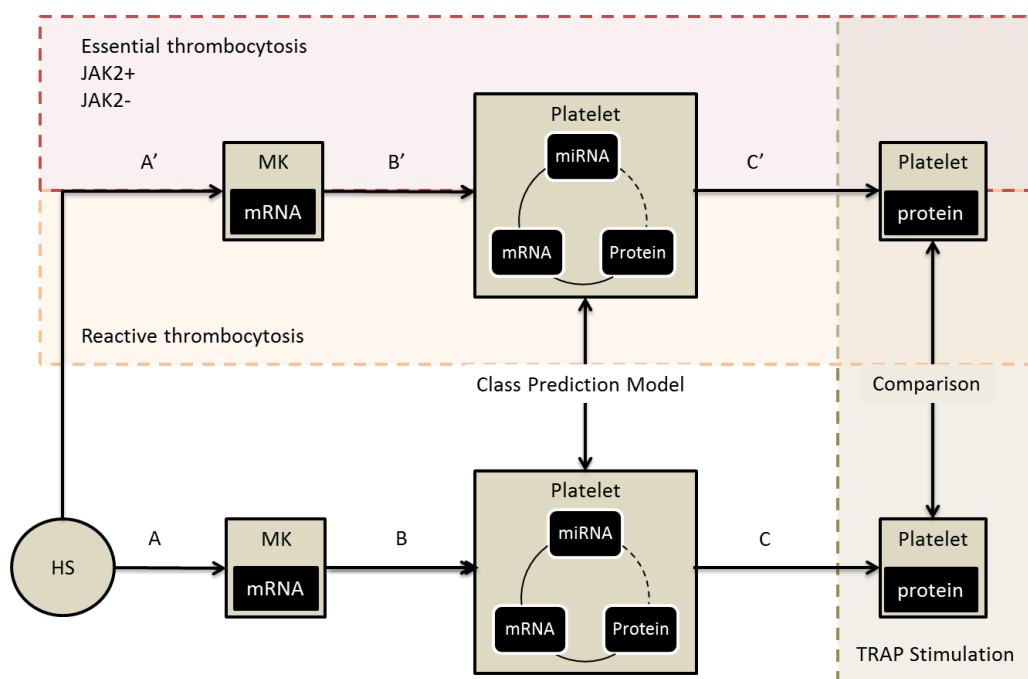 Essential thrombocytosis
JAK2+
JAK2-
A’
MK
mRNA
B’
Platelet
miRNA
mRNA
Protein
C’
Platelet
protein
Reactive thrombocytosis
Class Prediction Model
Comparison
HS
A
MK
mRNA
B
Platelet
miRNA
mRNA
Protein
C
Platelet
protein
TRAP Stimulation